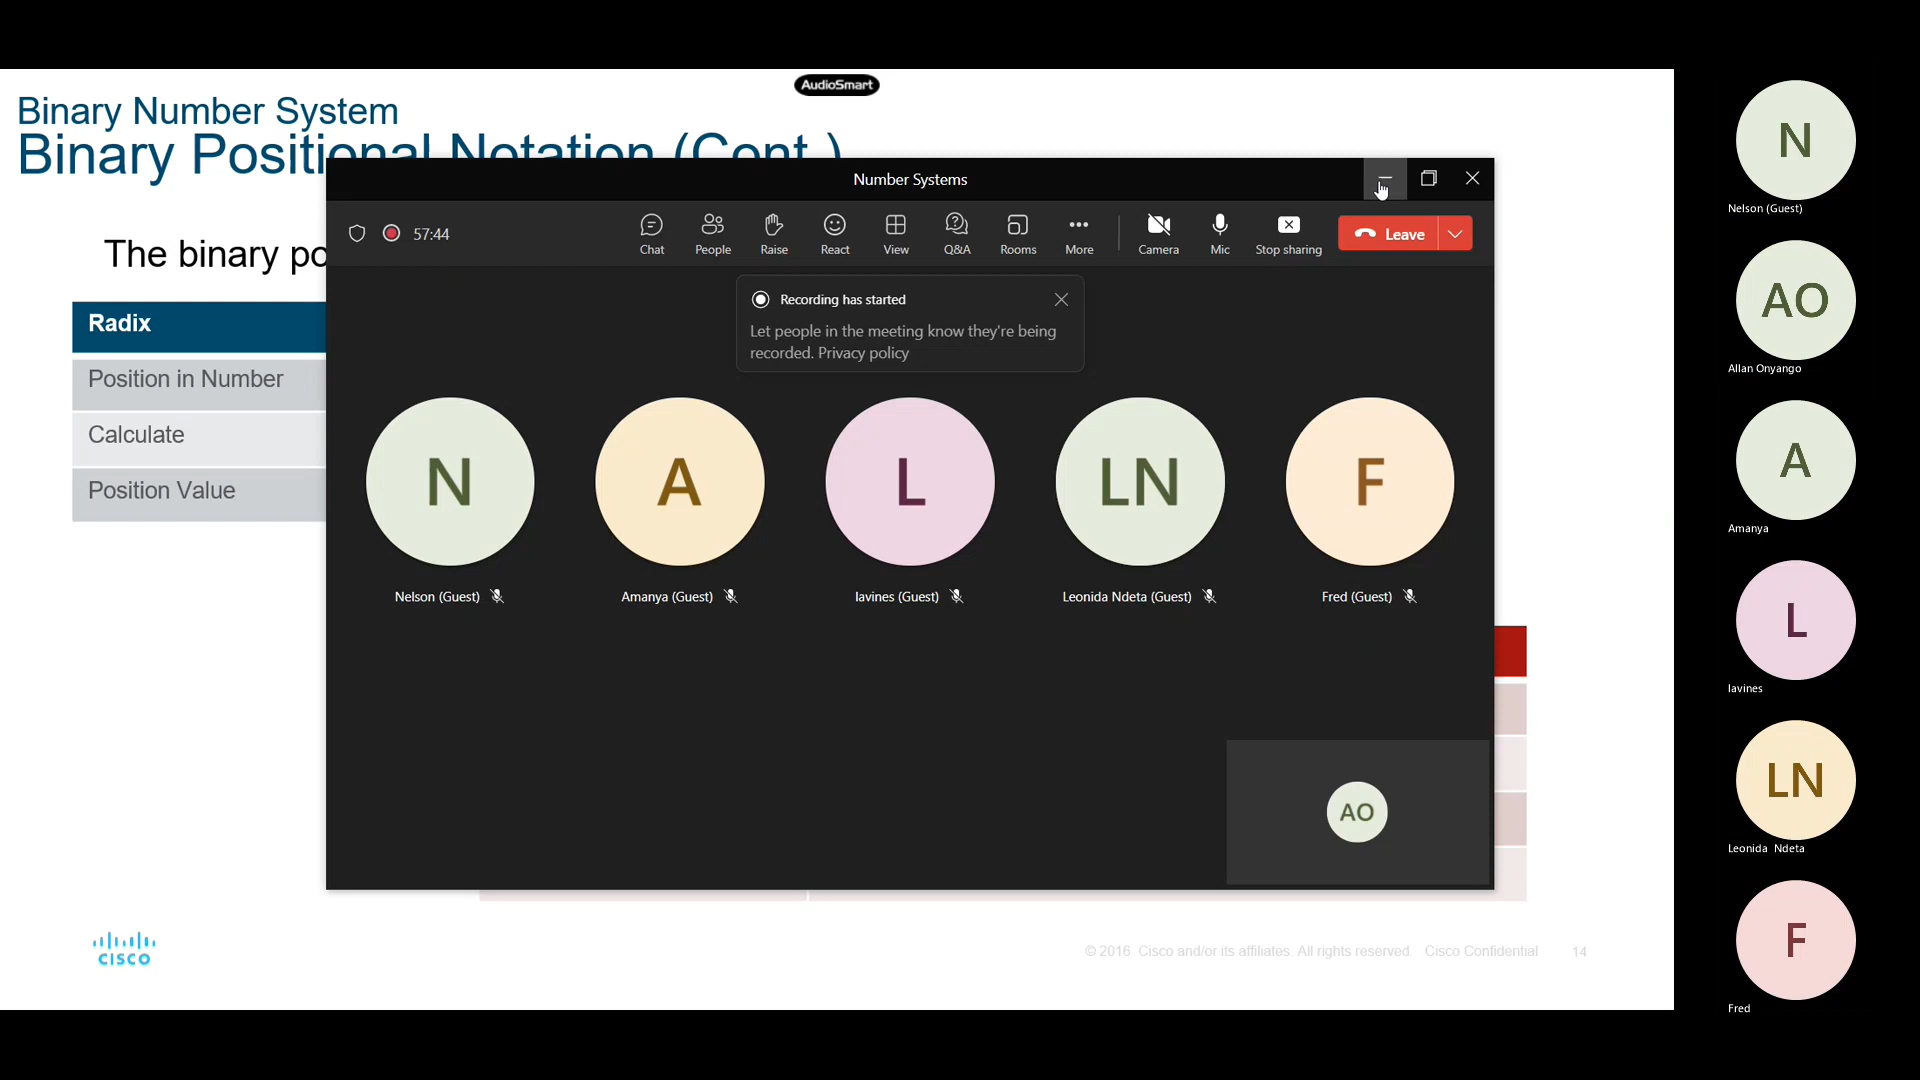 AudioSmart
Binary Number System
Binary Positional Notation (Cont.)
The binary po
Radix
Position in Number
Calculate
Position Value
Number Systems
57:44
Chat
People
Raise
React
View
Q&A
Rooms
More
Camera
Mic
Stop sharing
Leave
Recording has started
Let people in the meeting know they're being
recorded. Privacy policy
N
A
L
LN
F
Nelson (Guest)
Amanya (Guest)
lavines (Guest)
Leonida Ndeta (Guest)
Fred (Guest)
AO
CISCO
© 2016 Cisco and/or its affiliates. All rights reserved. Cisco Confidential
14
N
Nelson (Guest)
AO
Allan Onyango
A
Amanya
L
lavines
LN
Leonida Ndeta
F
Fred